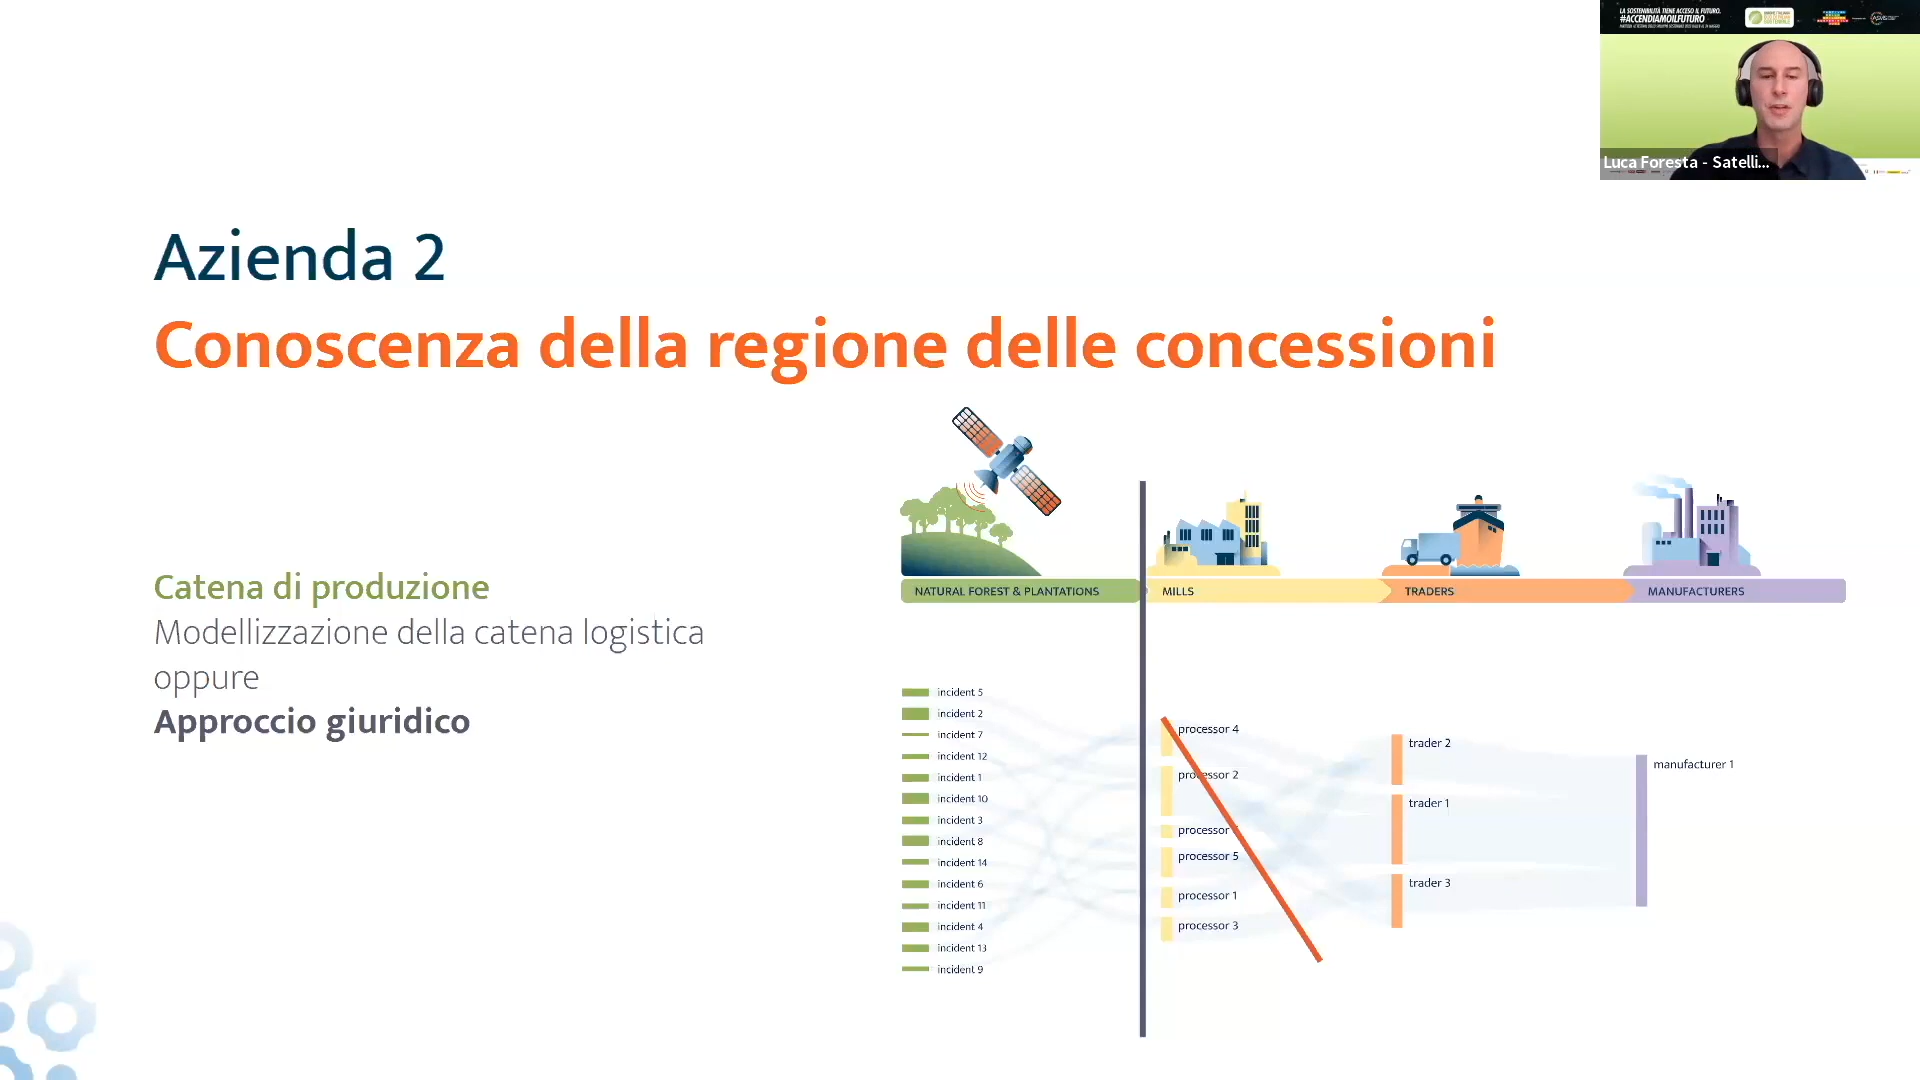 LA SOSTENIBILITÀ TIENE ACCESO IL FUTURO.
#ACCENDIAMOILFUTURO
Luca Foresta - Satelli...
Azienda 2
Conoscenza della regione delle concessioni
Catena di produzione
Modellizzazione della catena logistica
oppure
Approccio giuridico
NATURAL FOREST & PLANTATIONS
MILLS
TRADERS
MANUFACTURERS
incident 5
incident 2
incident 7
incident 12
incident 1
incident 10
incident 3
incident 8
incident 14
incident 6
incident 11
incident 4
incident 13
incident 9
processor 4
processor 2
processor
processor 5
processor 1
processor 3
trader 2
trader 1
trader 3
manufacturer 1